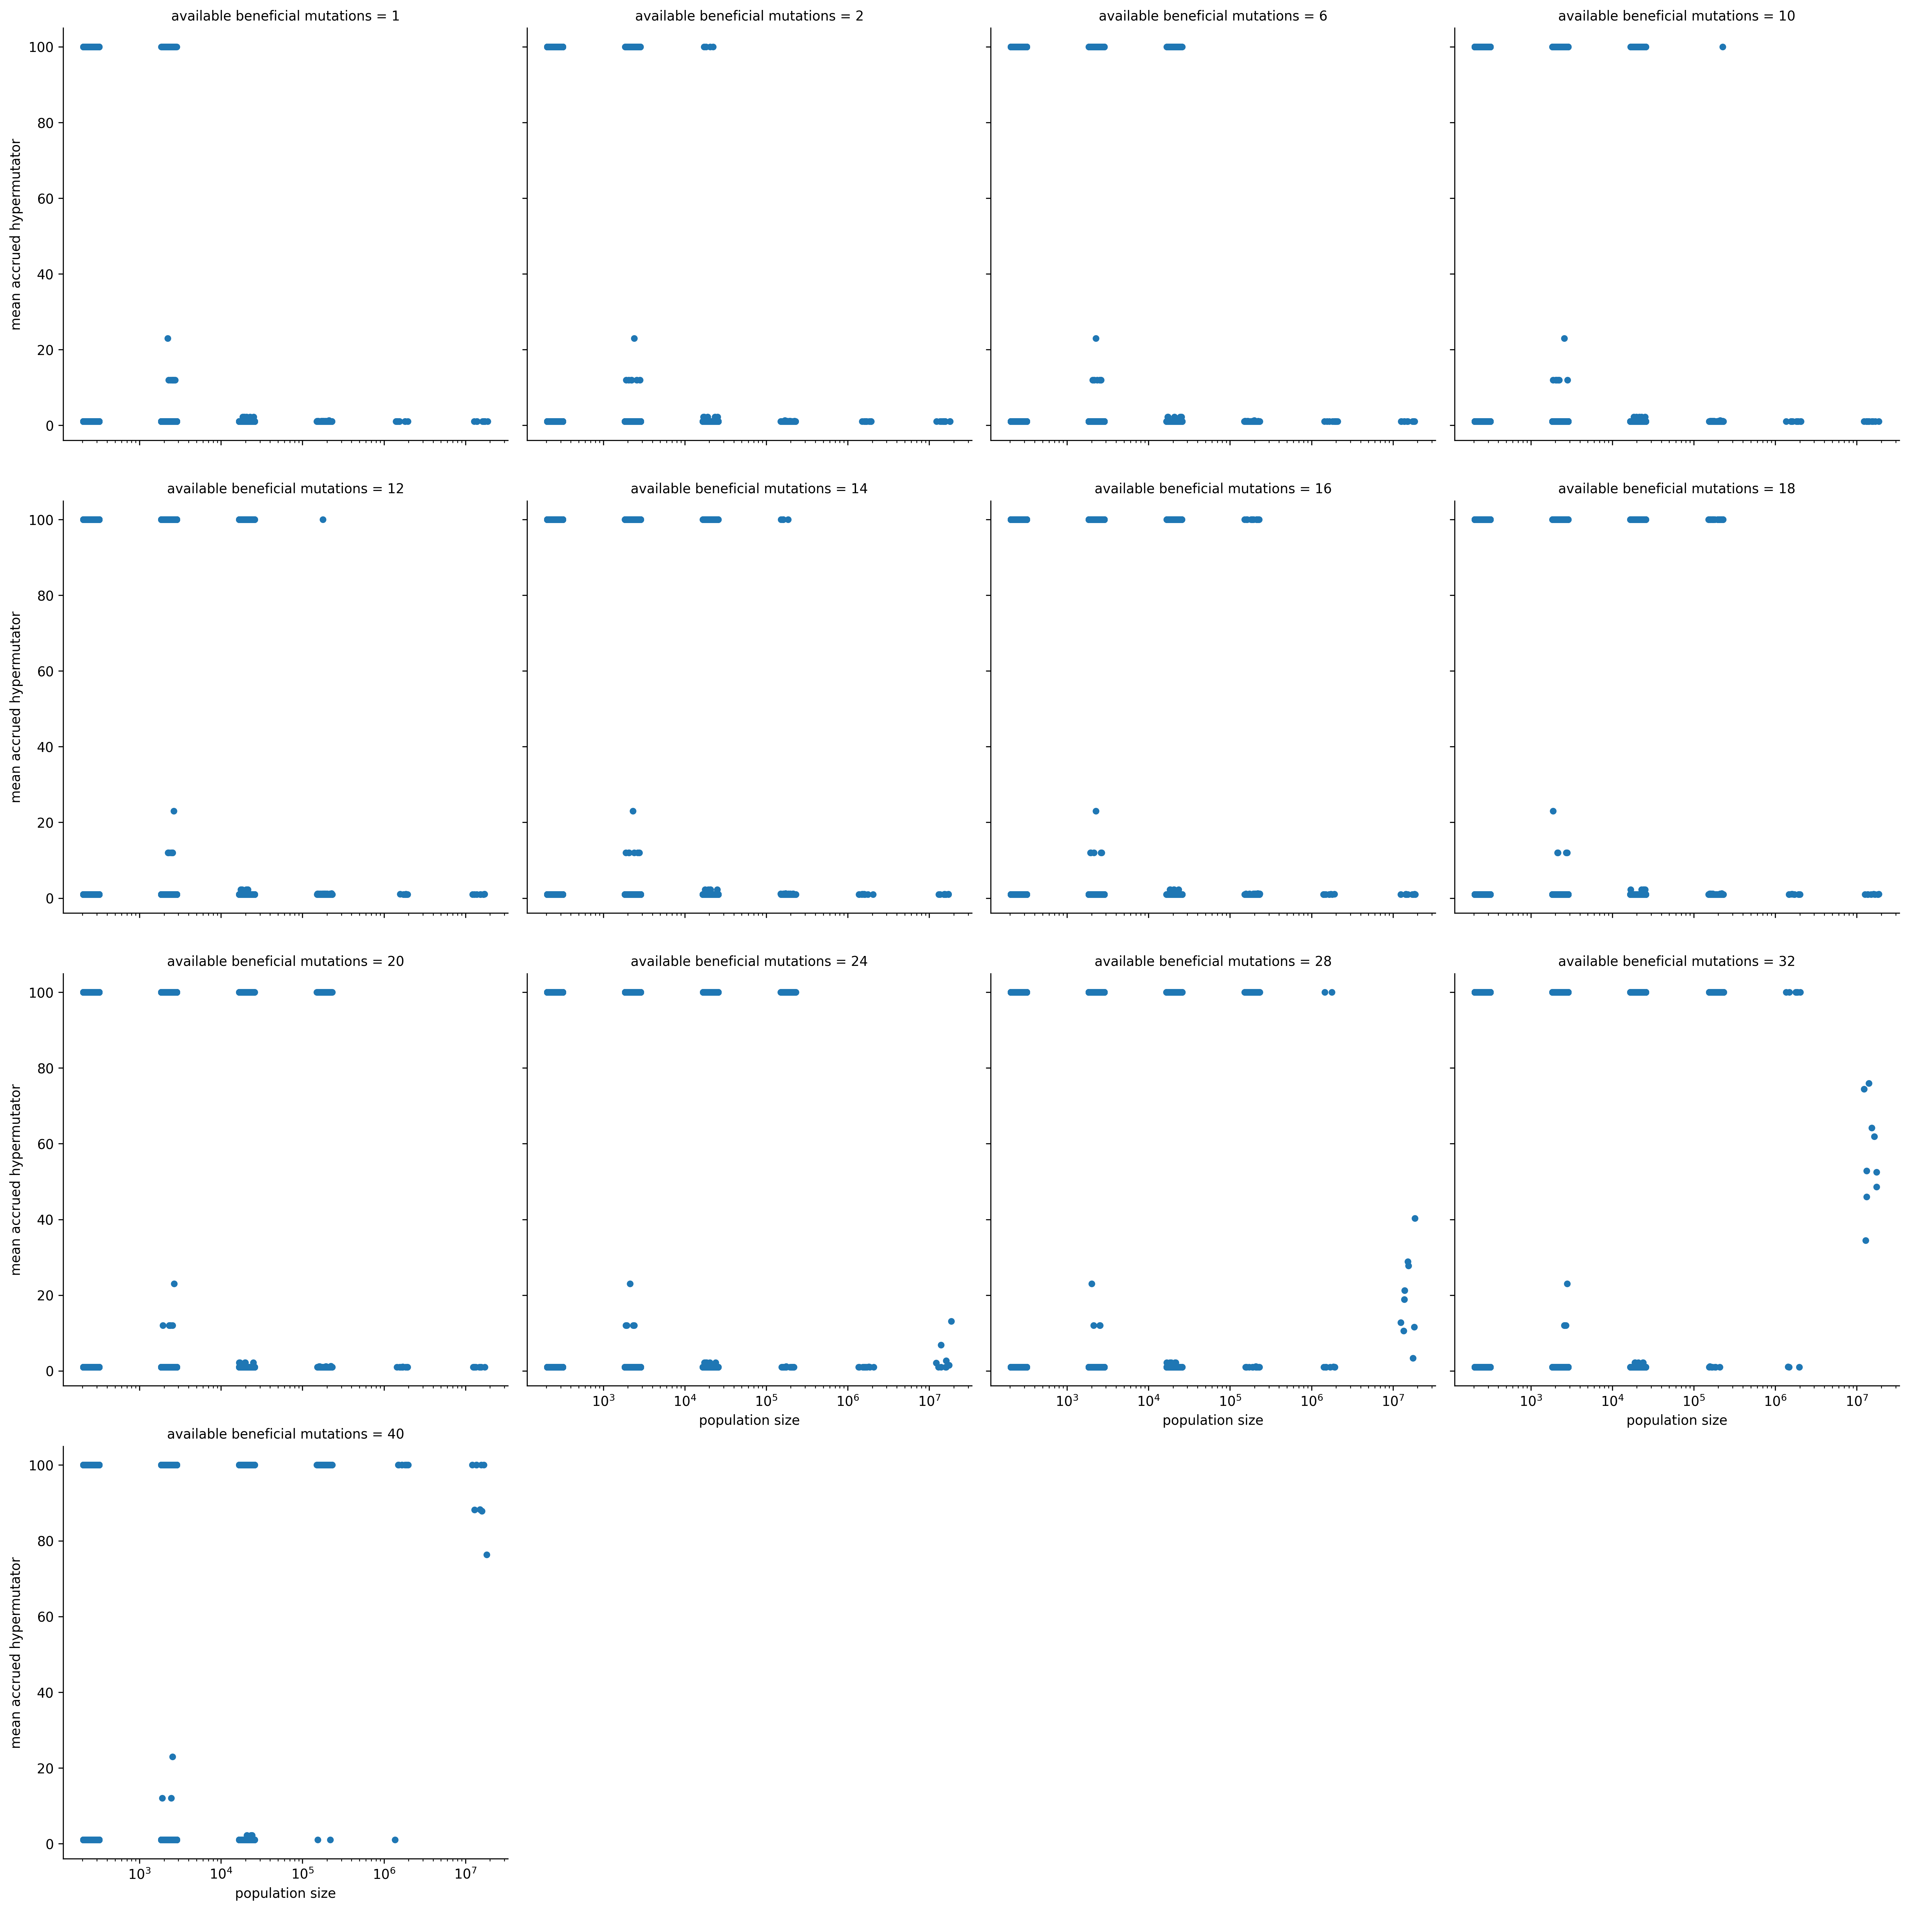 available beneficial mutations = 1
available beneficial mutations = 2
available beneficial mutations = 6
available beneficial mutations = 10
100
80
60
40
20
0
mean accrued hypermutator
available beneficial mutations = 12
available beneficial mutations = 14
available beneficial mutations = 16
available beneficial mutations = 18
100
80
60
40
20
0
mean accrued hypermutator
available beneficial mutations = 20
available beneficial mutations = 24
available beneficial mutations = 28
available beneficial mutations = 32
100
80
60
40
20
0
mean accrued hypermutator
10³ 10⁴ 10⁵ 10⁶ 10⁷
population size
10³ 10⁴ 10⁵ 10⁶ 10⁷
population size
10³ 10⁴ 10⁵ 10⁶ 10⁷
population size
available beneficial mutations = 40
100
80
60
40
20
0
mean accrued hypermutator
10³ 10⁴ 10⁵ 10⁶ 10⁷
population size